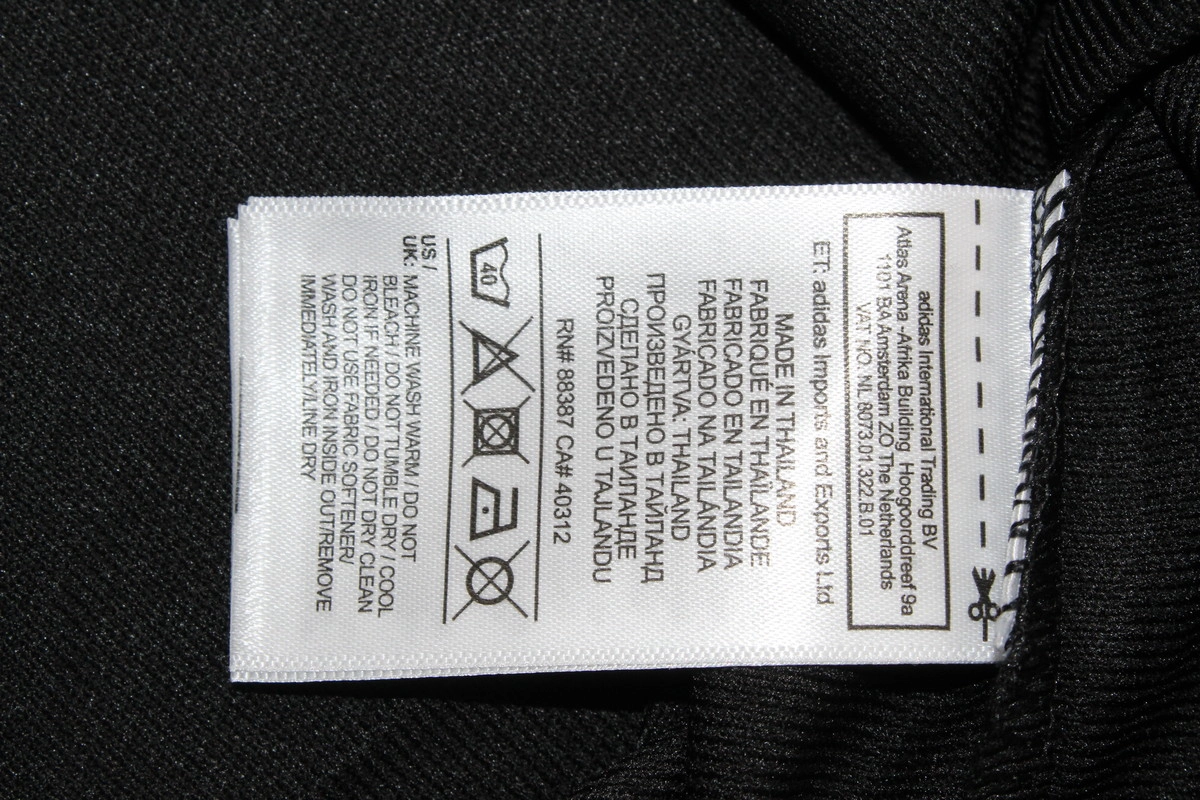 adidas International Trading BV
Atlas Arena -Afrika Building Hoogoorddreef 9a
1101 BA Amsterdam ZO The Netherlands
VAT NO. NL 8073.01.322.B.01
ET: adidas Imports and Exports Ltd
MADE IN THAILAND
FABRIQUÉ EN THAÏLANDE
FABRICADO EN TAILANDIA
FABRICADO NA TAILÁNDIA
GYÁRTVA: THAILAND
ПРОИЗВЕДЕНО В ТАЙЛАНД
СДЕЛАНО В ТАИЛАНДЕ
PROIZVEDENO U TAJLANDU
RN# 88387 CA# 40312
40
US /
UK: MACHINE WASH WARM / DO NOT
BLEACH / DO NOT TUMBLE DRY / COOL
IRON IF NEEDED / DO NOT DRY CLEAN
DO NOT USE FABRIC SOFTENER/
WASH AND IRON INSIDE OUT/REMOVE
IMMEDIATELY/LINE DRY